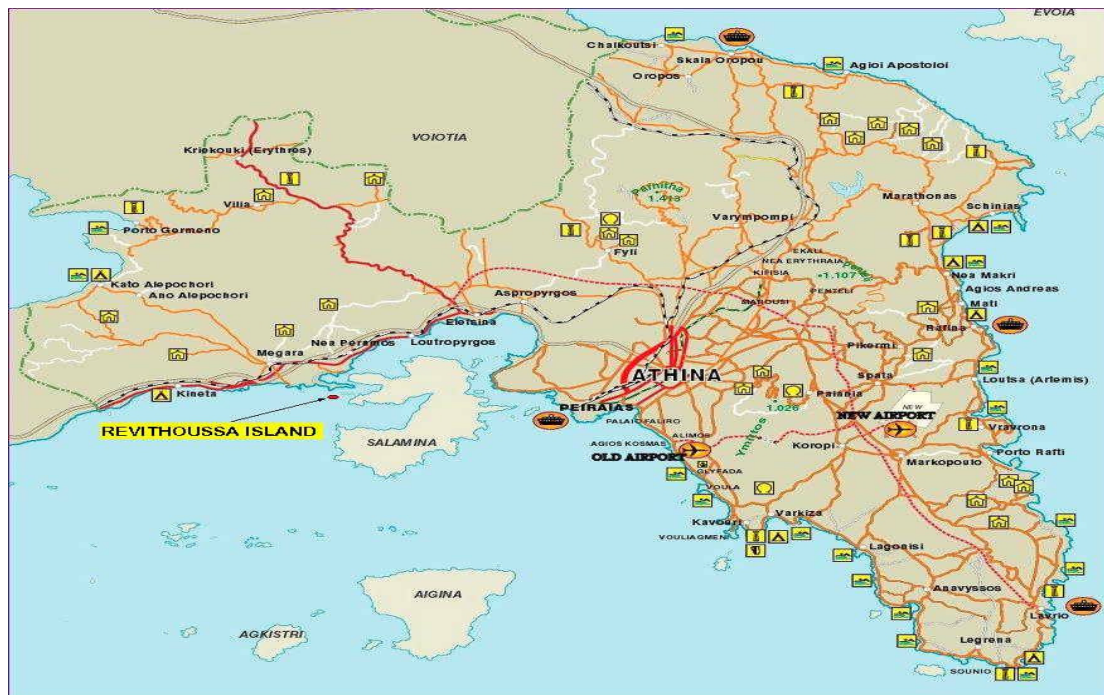 EVOIA
Chalkoutsi
Skala Oropou
Oropos
Agioi Apostoloi
VOIOTIA
Kriekouki (Erythres)
Vilia
Parnitha
1.413
Marathonas
Schinias
Varympompi
Porto Germeno
Fyli
EKALI
NEA ERYTHRAIA
KIFISIA
Penteli
1.107
PENTELI
Nea Makri
Kato Alepochori
Ano Alepochori
Aspropyrgos
MAROUSI
Agios Andreas
Mati
Elefsina
Rafina
Nea Peramos
Loutropyrgos
Pikermi
Megara
Spata
ATHINA
Loutsa (Artemis)
Kineta
Paiania
PEIRAIAS
1.026
NEW
NEW AIRPORT
PALAIO FALIRO
Vravrona
REVITHOUSSA ISLAND
SALAMINA
AGIOS KOSMAS
ALIMOS
Ymittos
Koropi
Porto Rafti
OLD AIRPORT
Markopoulo
GLYFADA
VOULA
Kavouri
Varkiza
VOULIAGMENI
Lagonisi
AIGINA
Anavyssos
Lavrio
AGKISTRI
Legrena
SOUNIO